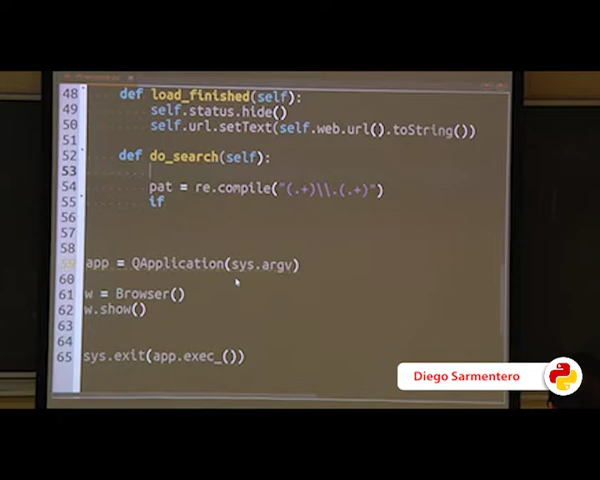 48 def load_finished(self):
49 self.status.hide()
50 self.url.setText(self.web.url().toString())
51
52 def do_search(self):
53
54 pat = re.compile("(.+)\\.(.+)")
55 if
56
57
58
59 app = QApplication(sys.argv)
60
61 w = Browser()
62 w.show()
63
64
65 sys.exit(app.exec_())
Diego Sarmentero